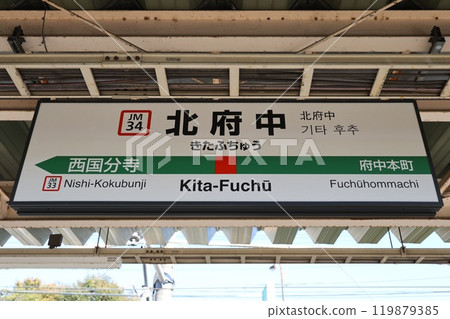 JM
34
北府中
きたふちゅう
北府中
기타 후추
西国分寺
府中本町
JM
33
Nishi-Kokubunji
Kita-Fuchū
Fuchūhommachi
119879385